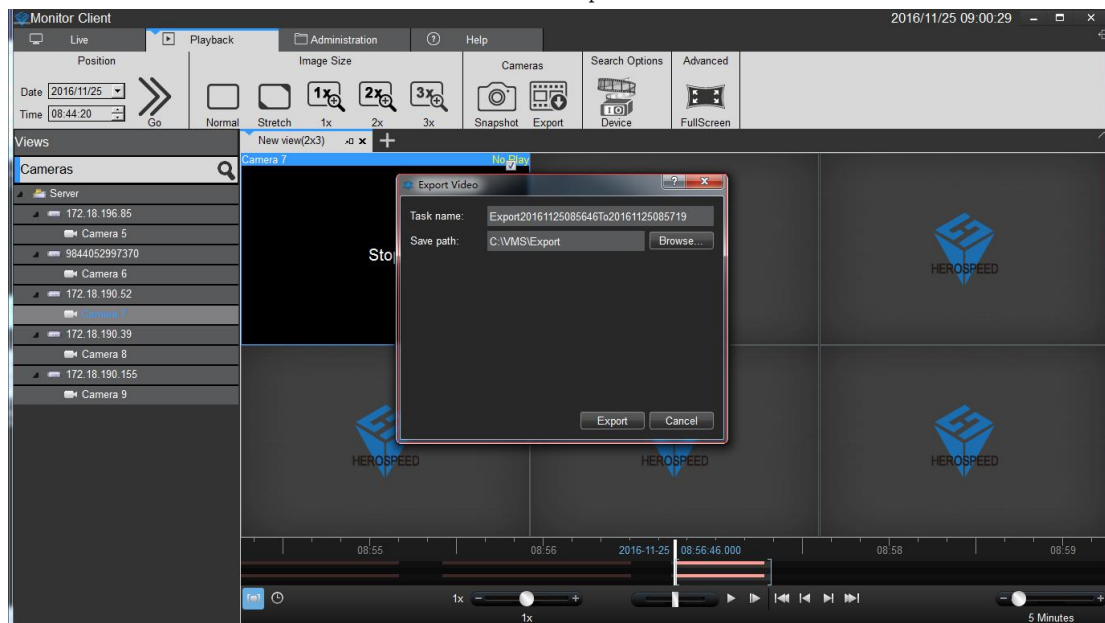 Monitor Client 2016/11/25 09:00:29
Live Playback Administration Help
Position Image Size Cameras Search Options Advanced
Date 2016/11/25
Time 08:44:20
Go Normal Stretch 1x 2x 3x Snapshot Export Device FullScreen
Views
New view(2x3)
Cameras
Camera 7 No Play
Server
172.18.196.85
Camera 5
9844052997370
Camera 6
172.18.190.52
Camera 7
172.18.190.39
Camera 8
172.18.190.155
Camera 9
Export Video
Task name: Export20161125085646To20161125085719
Save path: C:\VMS\Export Browse...
Export Cancel
HEROSPEED
HEROSPEED
HEROSPEED
HEROSPEED
08:55 08:56 2016-11-25 08:56:46.000 08:58 08:59
1x
1x 5 Minutes